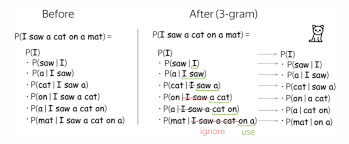 Before
P(I saw a cat on a mat) =
P(I)
· P(saw | I)
· P(a | I saw)
· P(cat | I saw a)
· P(on | I saw a cat)
· P(a | I saw a cat on)
· P(mat | I saw a cat on a)
After (3-gram)
P(I saw a cat on a mat) =
P(I)
· P(saw | I)
· P(a | I saw)
· P(cat | I saw a)
· P(on | I saw a cat)
· P(a | I saw a cat on)
· P(mat | I saw a cat on a)
ignore use
P(I)
· P(saw | I)
· P(a | I saw)
· P(cat | saw a)
· P(on | a cat)
· P(a | cat on)
· P(mat | on a)